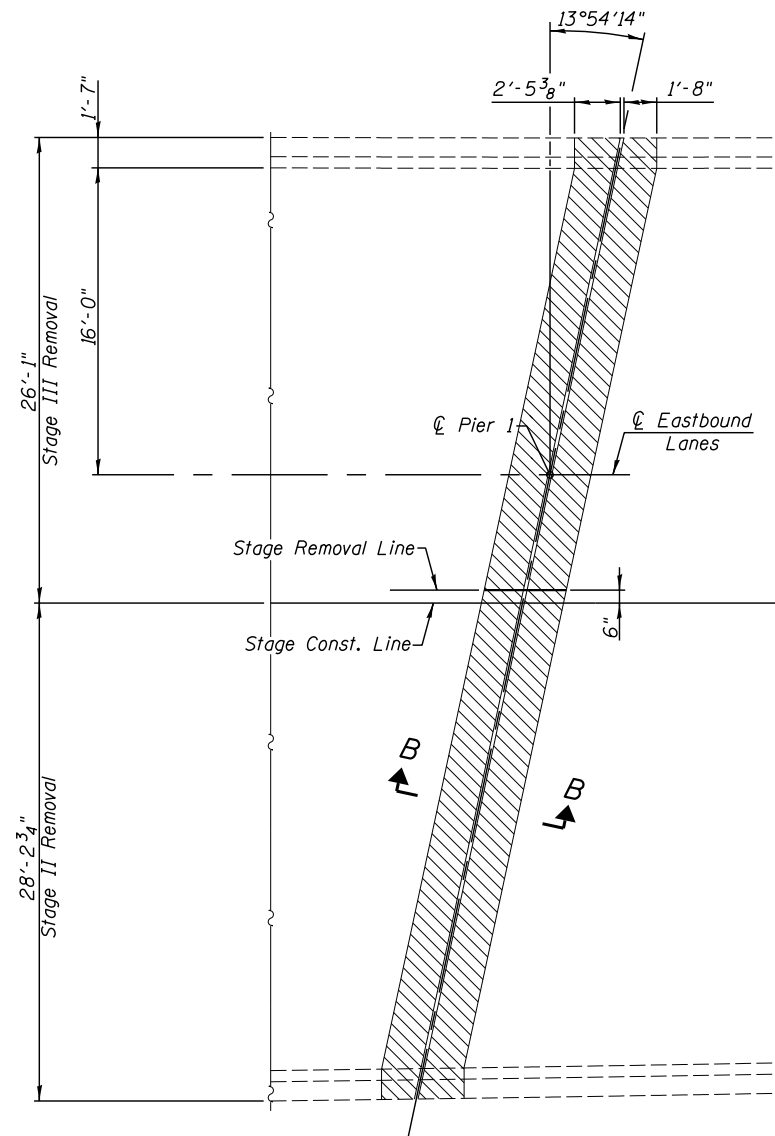 13°54'14"
2'-5 3/8"
1'-8"
1'-7"
16'-0"
26'-1"
Stage III Removal
℄ Pier 1
℄ Eastbound
Lanes
Stage Removal Line
Stage Const. Line
6"
B
B
28'-2 3/4"
Stage II Removal